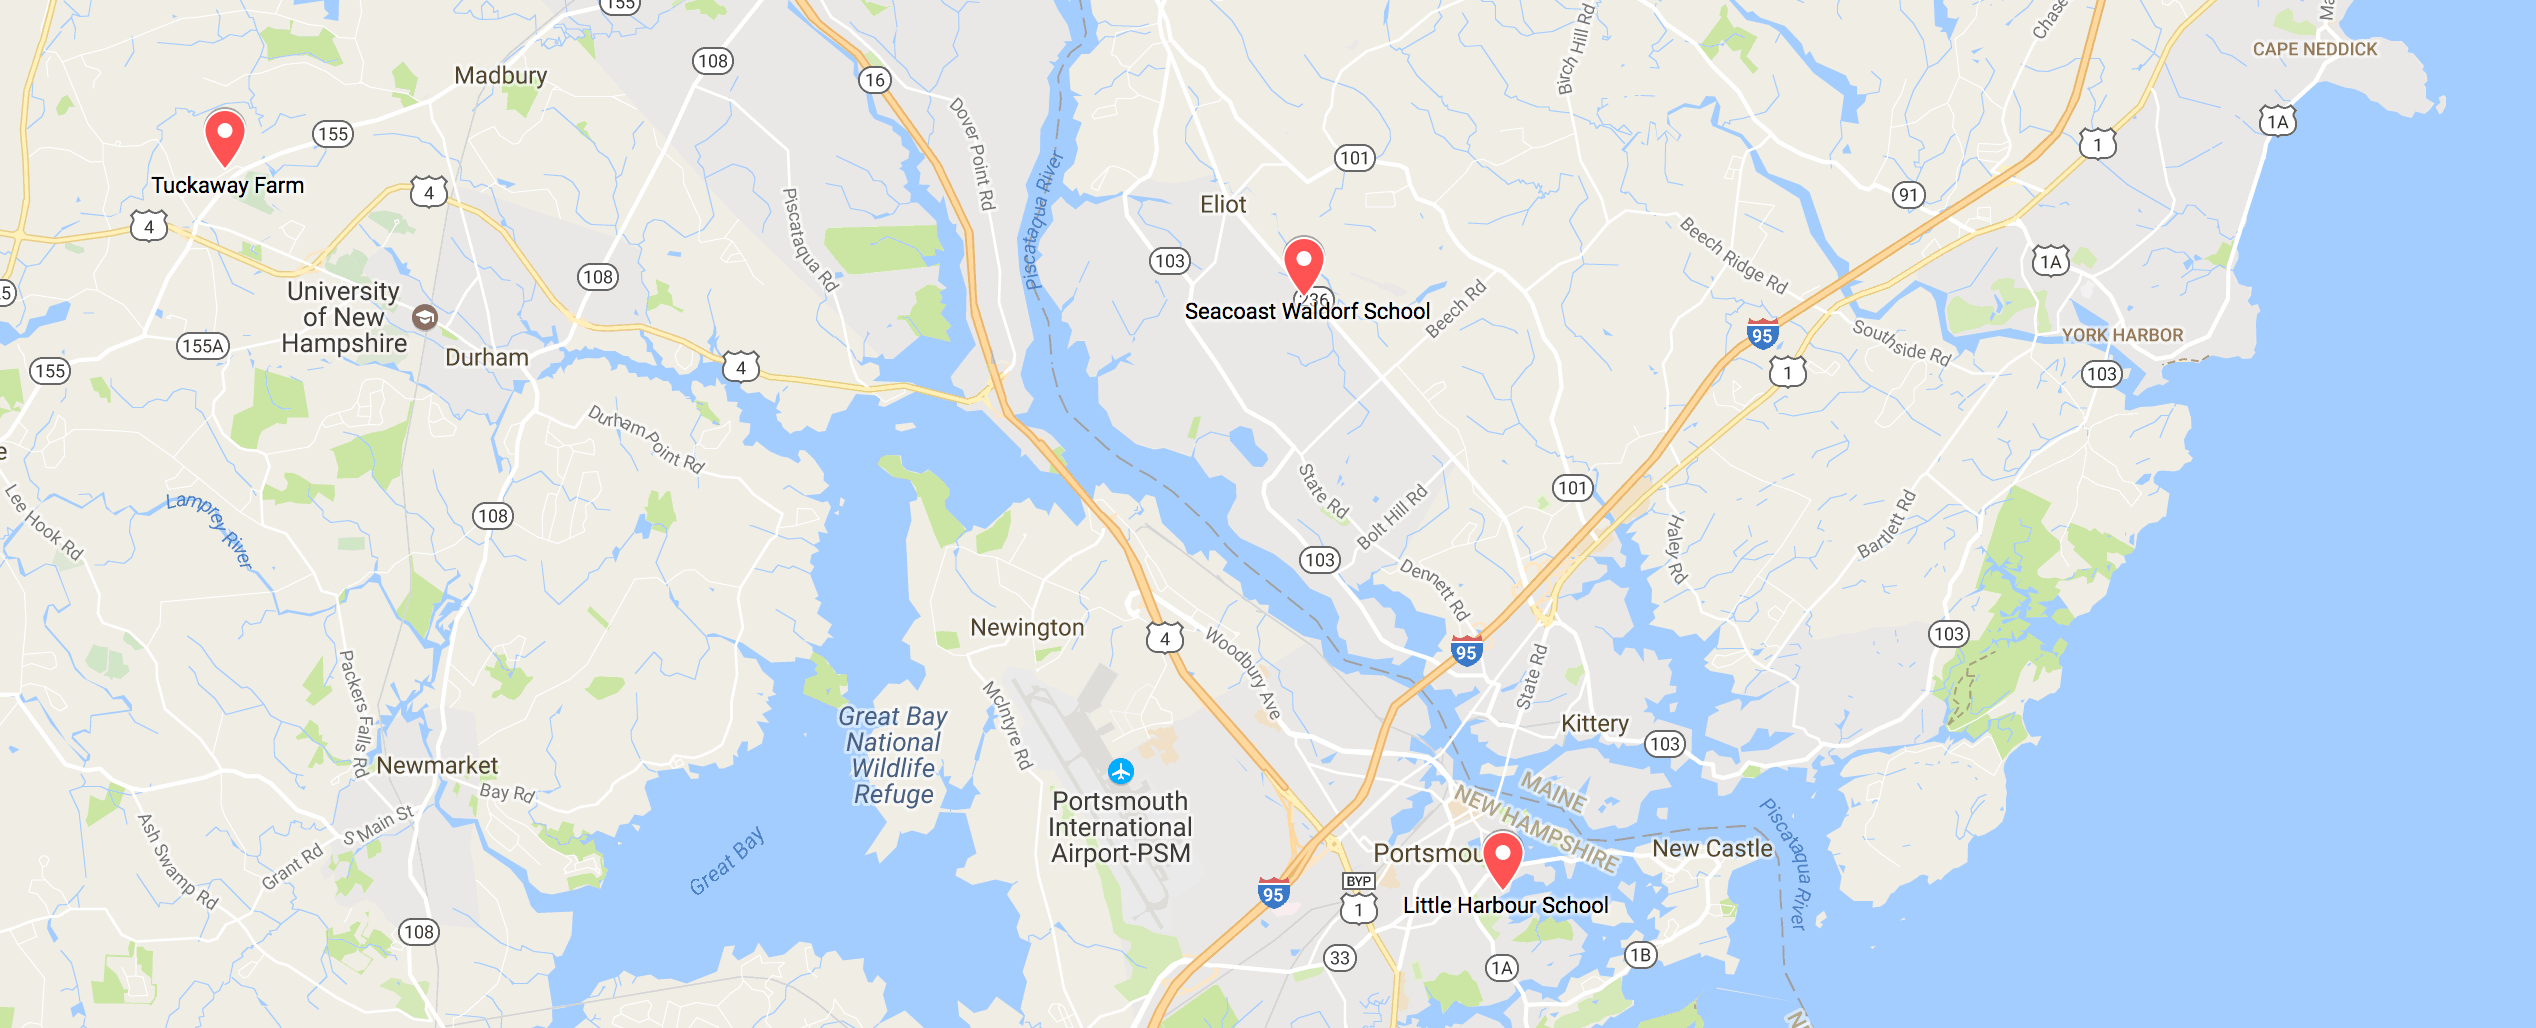 155
108
Madbury
16
CAPE NEDDICK
Birch Hill Rd
Chase
Ma
1A
155
Tuckaway Farm
Dover Point Rd
101
1
4
4
Piscataqua River
Eliot
91
Piscataqua Rd
103
Beech Ridge Rd
1A
108
236
Seacoast Waldorf School
Beech Rd
5
University
of New
Hampshire
95
Southside Rd
YORK HARBOR
155A
Durham
155
4
1
103
Durham Point Rd
e
Lee Hook Rd
Lamprey River
108
State Rd
101
Bolt Hill Rd
Haley Rd
Bartlett Rd
103
Dennett Rd
Newington
4
Woodbury Ave
95
103
Packers Falls Rd
McIntyre Rd
State Rd
Great Bay
National
Wildlife
Refuge
Kittery
103
Newmarket
Bay Rd
Portsmouth
International
Airport-PSM
MAINE
NEW HAMPSHIRE
Piscataqua River
S Main St
Grant Rd
Ash Swamp Rd
Great Bay
Portsmou
New Castle
BYP
1
95
Little Harbour School
108
33
1A
1B
N